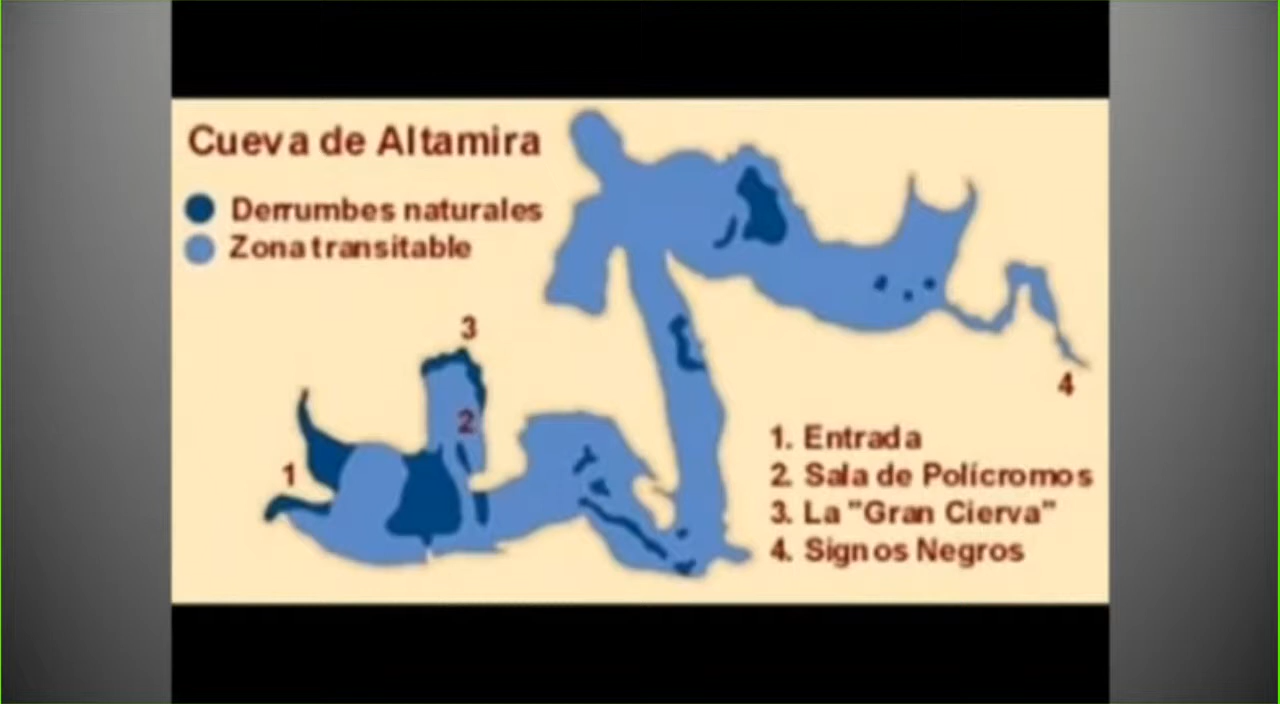 Cueva de Altamira
Derrumbes naturales
Zona transitable
3
2
1
4
1. Entrada
2. Sala de Polícromos
3. La "Gran Cierva"
4. Signos Negros